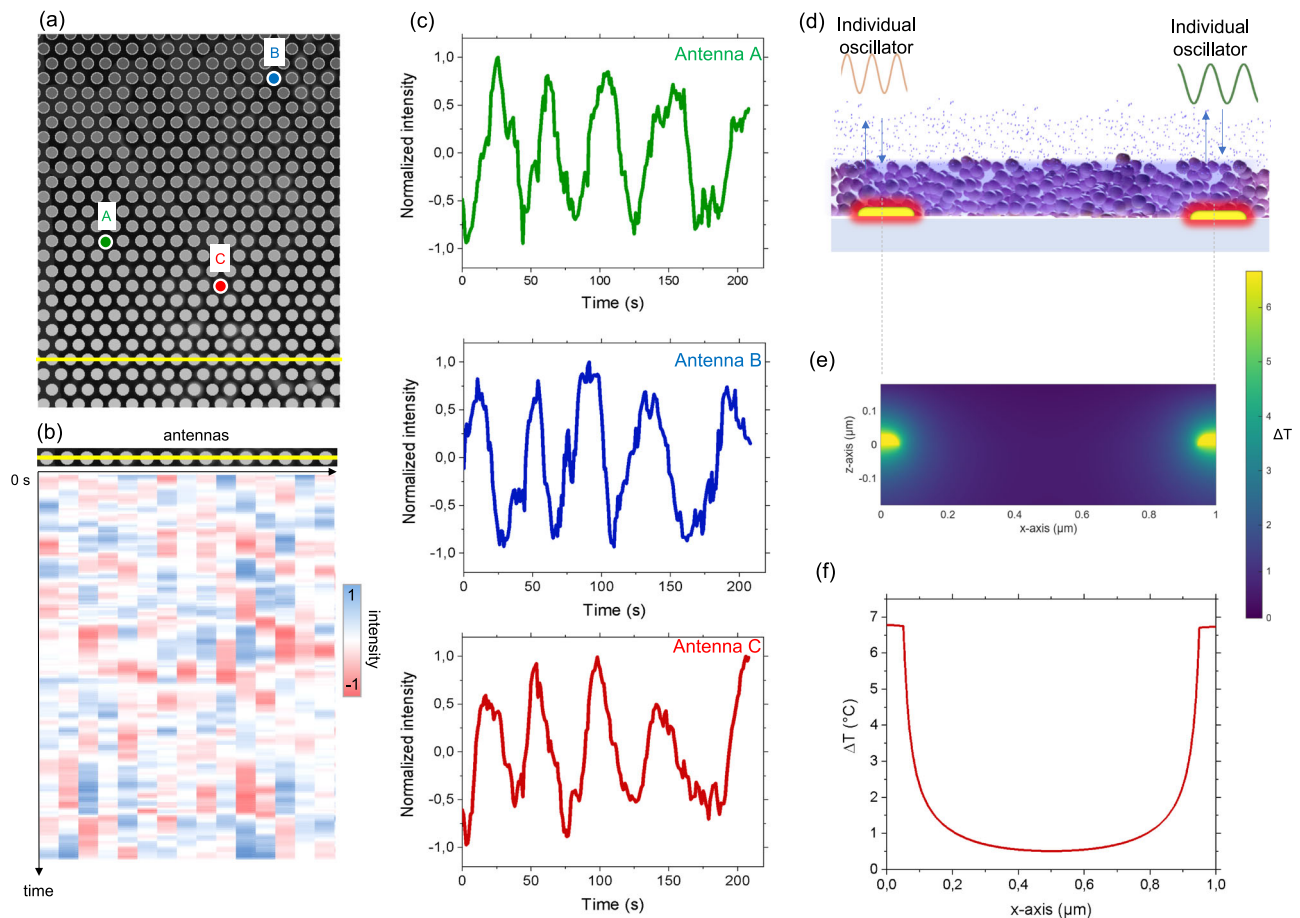 (a)
B
A
C
(b)
antennas
0 s
time
1
-1
intensity
(c)
Antenna A
Normalized intensity
1,0
0,5
0,0
-0,5
-1,0
0
50
100
150
200
Time (s)
Antenna B
Normalized intensity
1,0
0,5
0,0
-0,5
-1,0
0
50
100
150
200
Time (s)
Antenna C
Normalized intensity
1,0
0,5
0,0
-0,5
-1,0
0
50
100
150
200
Time (s)
(d)
Individual
oscillator
Individual
oscillator
6
5
4
3
2
1
0
ΔT
(e)
z-axis (μm)
0.1
0
-0.1
0
0.2
0.4
0.6
0.8
1
x-axis (μm)
(f)
ΔT (°C)
7
6
5
4
3
2
1
0
0,0
0,2
0,4
0,6
0,8
1,0
x-axis (μm)